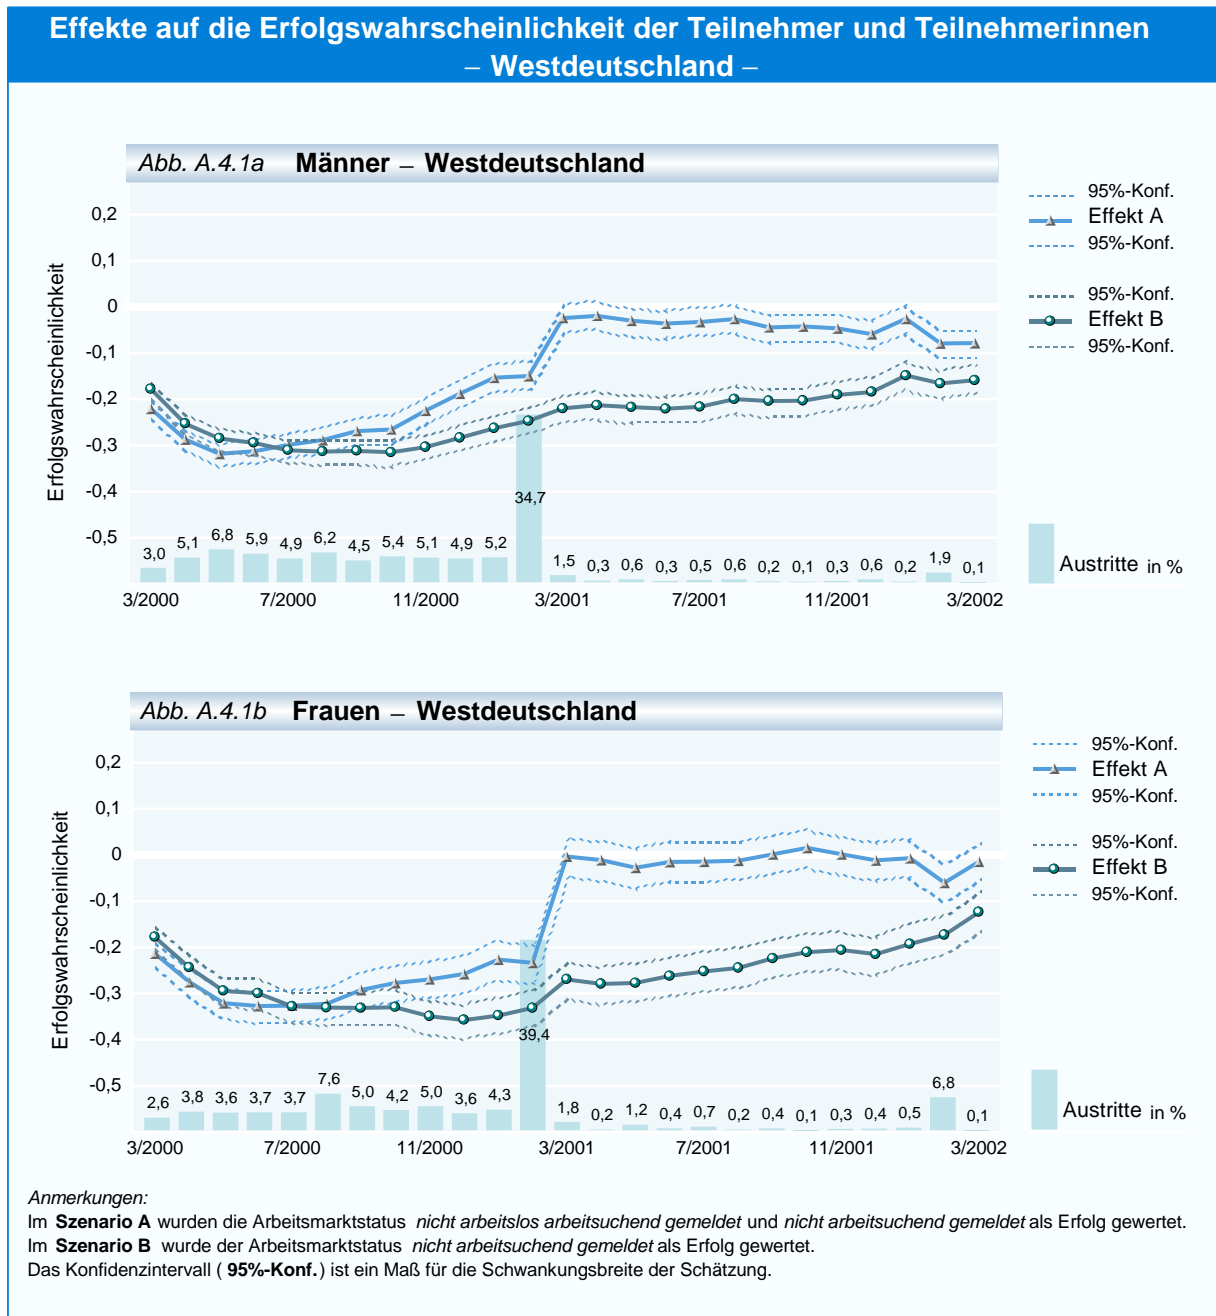 Effekte auf die Erfolgswahrscheinlichkeit der Teilnehmer und Teilnehmerinnen
– Westdeutschland –
Abb. A.4.1a Männer – Westdeutschland
Erfolgswahrscheinlichkeit
0,2
0,1
0
-0,1
-0,2
-0,3
-0,4
-0,5
3,0 5,1 6,8 5,9 4,9 6,2 4,5 5,4 5,1 4,9 5,2 34,7 1,5 0,3 0,6 0,3 0,5 0,6 0,2 0,1 0,3 0,6 0,2 1,9 0,1
3/2000 7/2000 11/2000 3/2001 7/2001 11/2001 3/2002
95%-Konf.
Effekt A
95%-Konf.
95%-Konf.
Effekt B
95%-Konf.
Austritte in %
Abb. A.4.1b Frauen – Westdeutschland
Erfolgswahrscheinlichkeit
0,2
0,1
0
-0,1
-0,2
-0,3
-0,4
-0,5
2,6 3,8 3,6 3,7 3,7 7,6 5,0 4,2 5,0 3,6 4,3 39,4 1,8 0,2 1,2 0,4 0,7 0,2 0,4 0,1 0,3 0,4 0,5 6,8 0,1
3/2000 7/2000 11/2000 3/2001 7/2001 11/2001 3/2002
95%-Konf.
Effekt A
95%-Konf.
95%-Konf.
Effekt B
95%-Konf.
Austritte in %
Anmerkungen:
Im Szenario A wurden die Arbeitsmarktstatus nicht arbeitslos arbeitsuchend gemeldet und nicht arbeitsuchend gemeldet als Erfolg gewertet.
Im Szenario B wurde der Arbeitsmarktstatus nicht arbeitsuchend gemeldet als Erfolg gewertet.
Das Konfidenzintervall ( 95%-Konf.) ist ein Maß für die Schwankungsbreite der Schätzung.